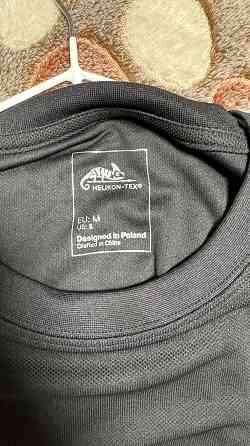 HELIKON-TEX®
EU: M
US: S
Designed in Poland
Crafted in China